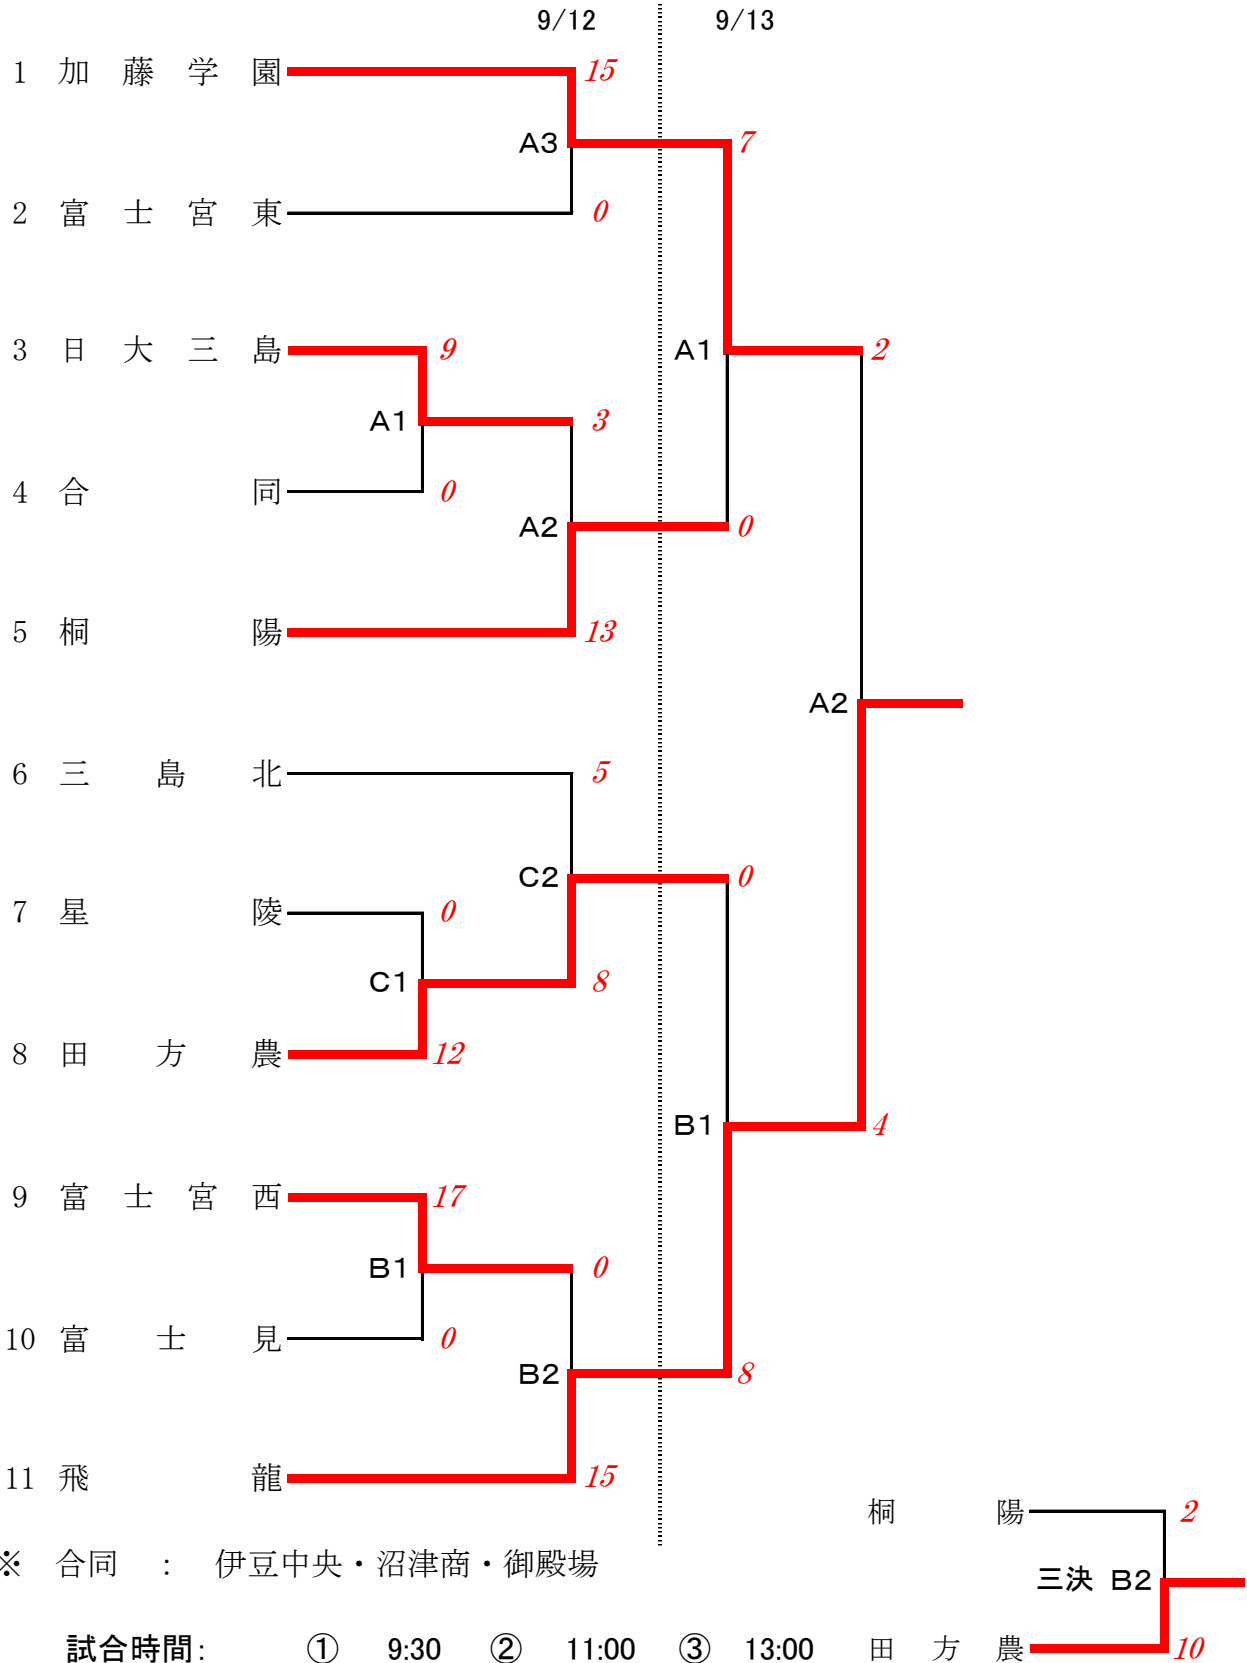 9/12 9/13
1 加藤学園 15
A3 7
2 富士宮東 0
3 日大三島 9 A1 2
A1 3
4 合同 0
A2 0
5 桐陽 13
A2
6 三島北 5
C2 0
7 星陵 0
C1 8
8 田方農 12
B1 4
9 富士宮西 17
B1 0
10 富士見 0
B2 8
11 飛龍 15
桐陽 2
※ 合同 : 伊豆中央・沼津商・御殿場
三決 B2
試合時間: ① 9:30 ② 11:00 ③ 13:00
田方農 10